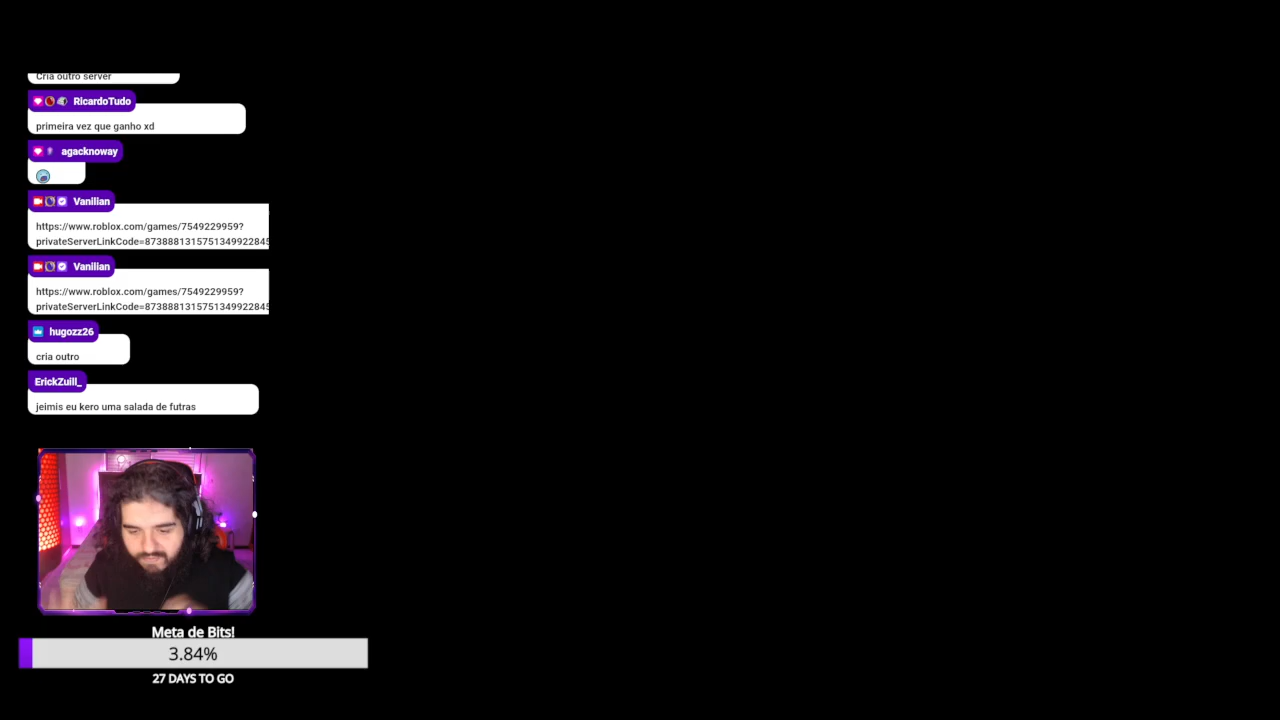 Cria outro server
RicardoTudo
primeira vez que ganho xd
agacknoway
Vanilian
https://www.roblox.com/games/7549229959?
privateServerLinkCode=8738881315751349922845
Vanilian
https://www.roblox.com/games/7549229959?
privateServerLinkCode=8738881315751349922845
hugozz26
cria outro
ErickZuill_
jeimis eu kero uma salada de futras
Meta de Bits!
3.84%
27 DAYS TO GO